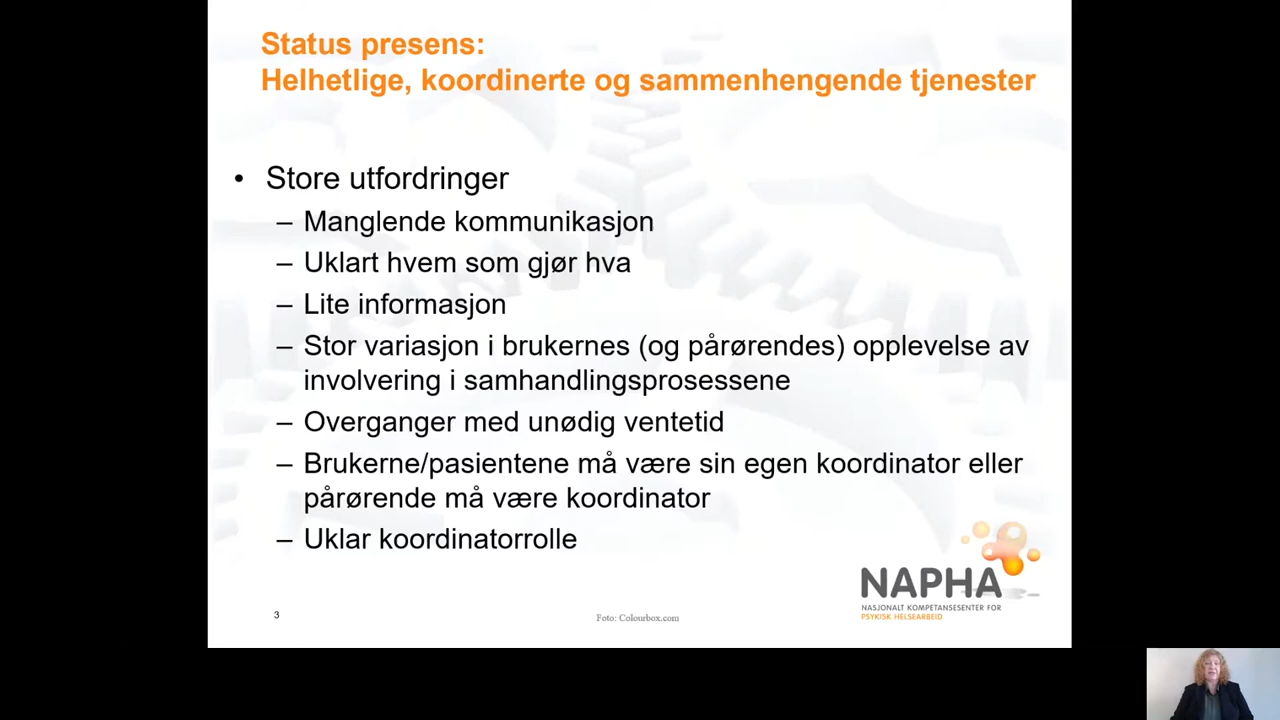 Status presens:
Helhetlige, koordinerte og sammenhengende tjenester
• Store utfordringer
– Manglende kommunikasjon
– Uklart hvem som gjør hva
– Lite informasjon
– Stor variasjon i brukernes (og pårørendes) opplevelse av
involvering i samhandlingsprosessene
– Overganger med unødig ventetid
– Brukerne/pasientene må være sin egen koordinator eller
pårørende må være koordinator
– Uklar koordinatorrolle
NAPHA
NASJONALT KOMPETANSESENTER FOR
PSYKISK HELSEARBEID
3
Foto: Colourbox.com